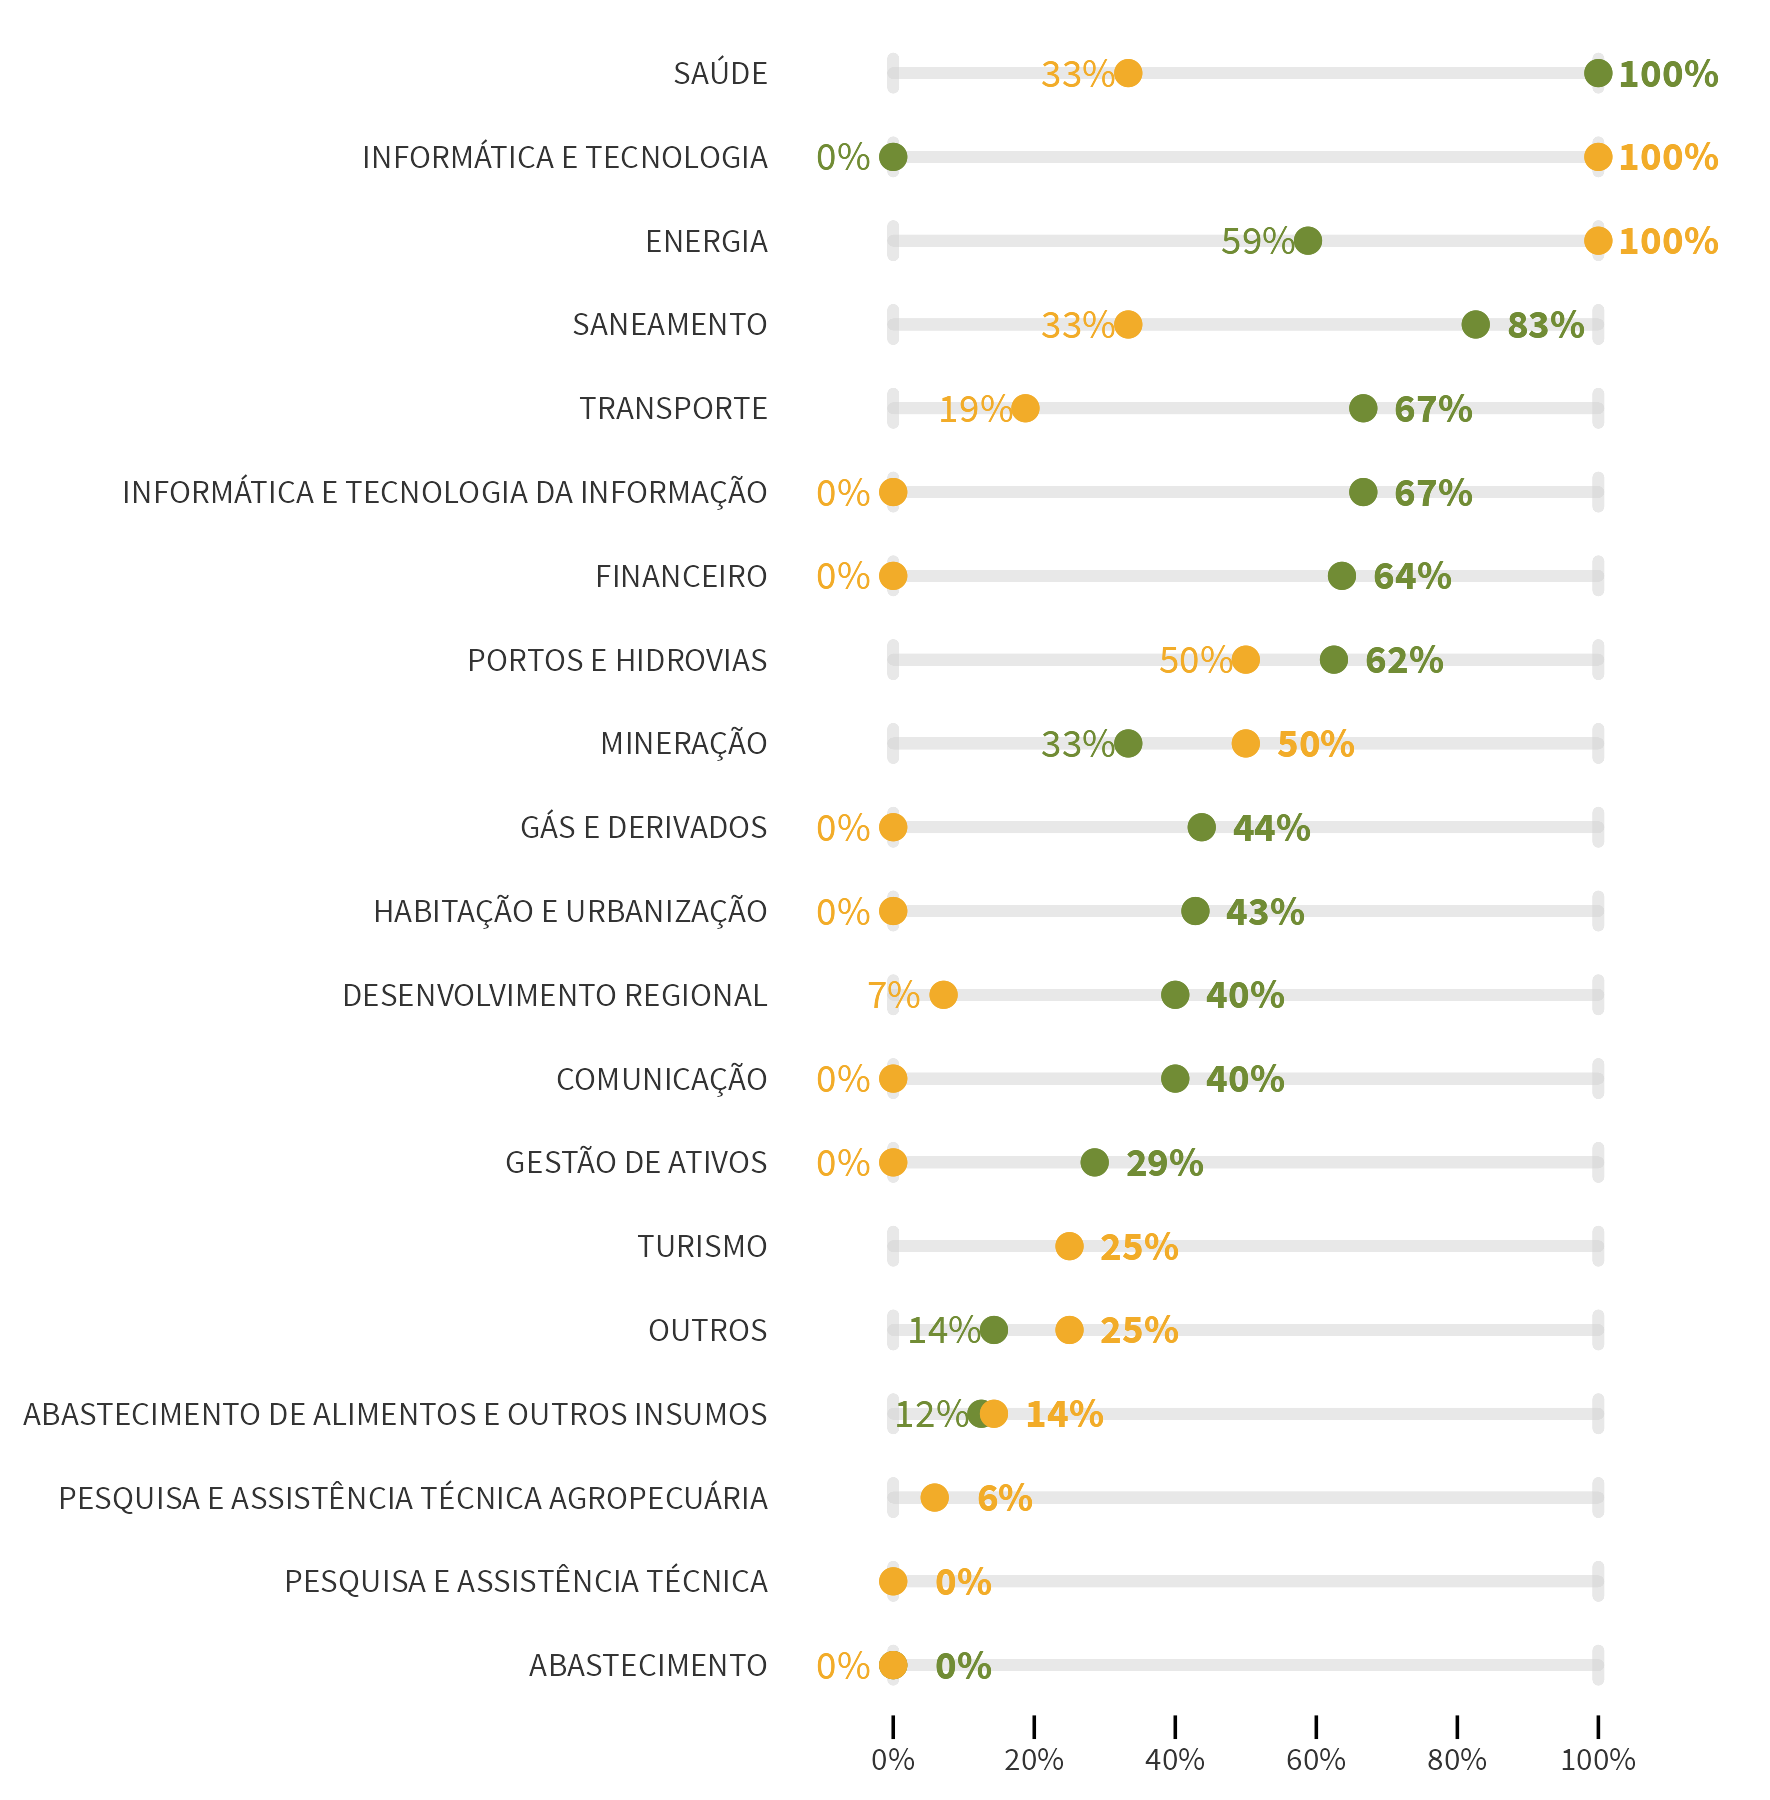 SAÚDE 33% 100%
INFORMÁTICA E TECNOLOGIA 0% 100%
ENERGIA 59% 100%
SANEAMENTO 33% 83%
TRANSPORTE 19% 67%
INFORMÁTICA E TECNOLOGIA DA INFORMAÇÃO 0% 67%
FINANCEIRO 0% 64%
PORTOS E HIDROVIAS 50% 62%
MINERAÇÃO 33% 50%
GÁS E DERIVADOS 0% 44%
HABITAÇÃO E URBANIZAÇÃO 0% 43%
DESENVOLVIMENTO REGIONAL 7% 40%
COMUNICAÇÃO 0% 40%
GESTÃO DE ATIVOS 0% 29%
TURISMO 25%
OUTROS 14% 25%
ABASTECIMENTO DE ALIMENTOS E OUTROS INSUMOS 12% 14%
PESQUISA E ASSISTÊNCIA TÉCNICA AGROPECUÁRIA 6%
PESQUISA E ASSISTÊNCIA TÉCNICA 0%
ABASTECIMENTO 0% 0%
0% 20% 40% 60% 80% 100%